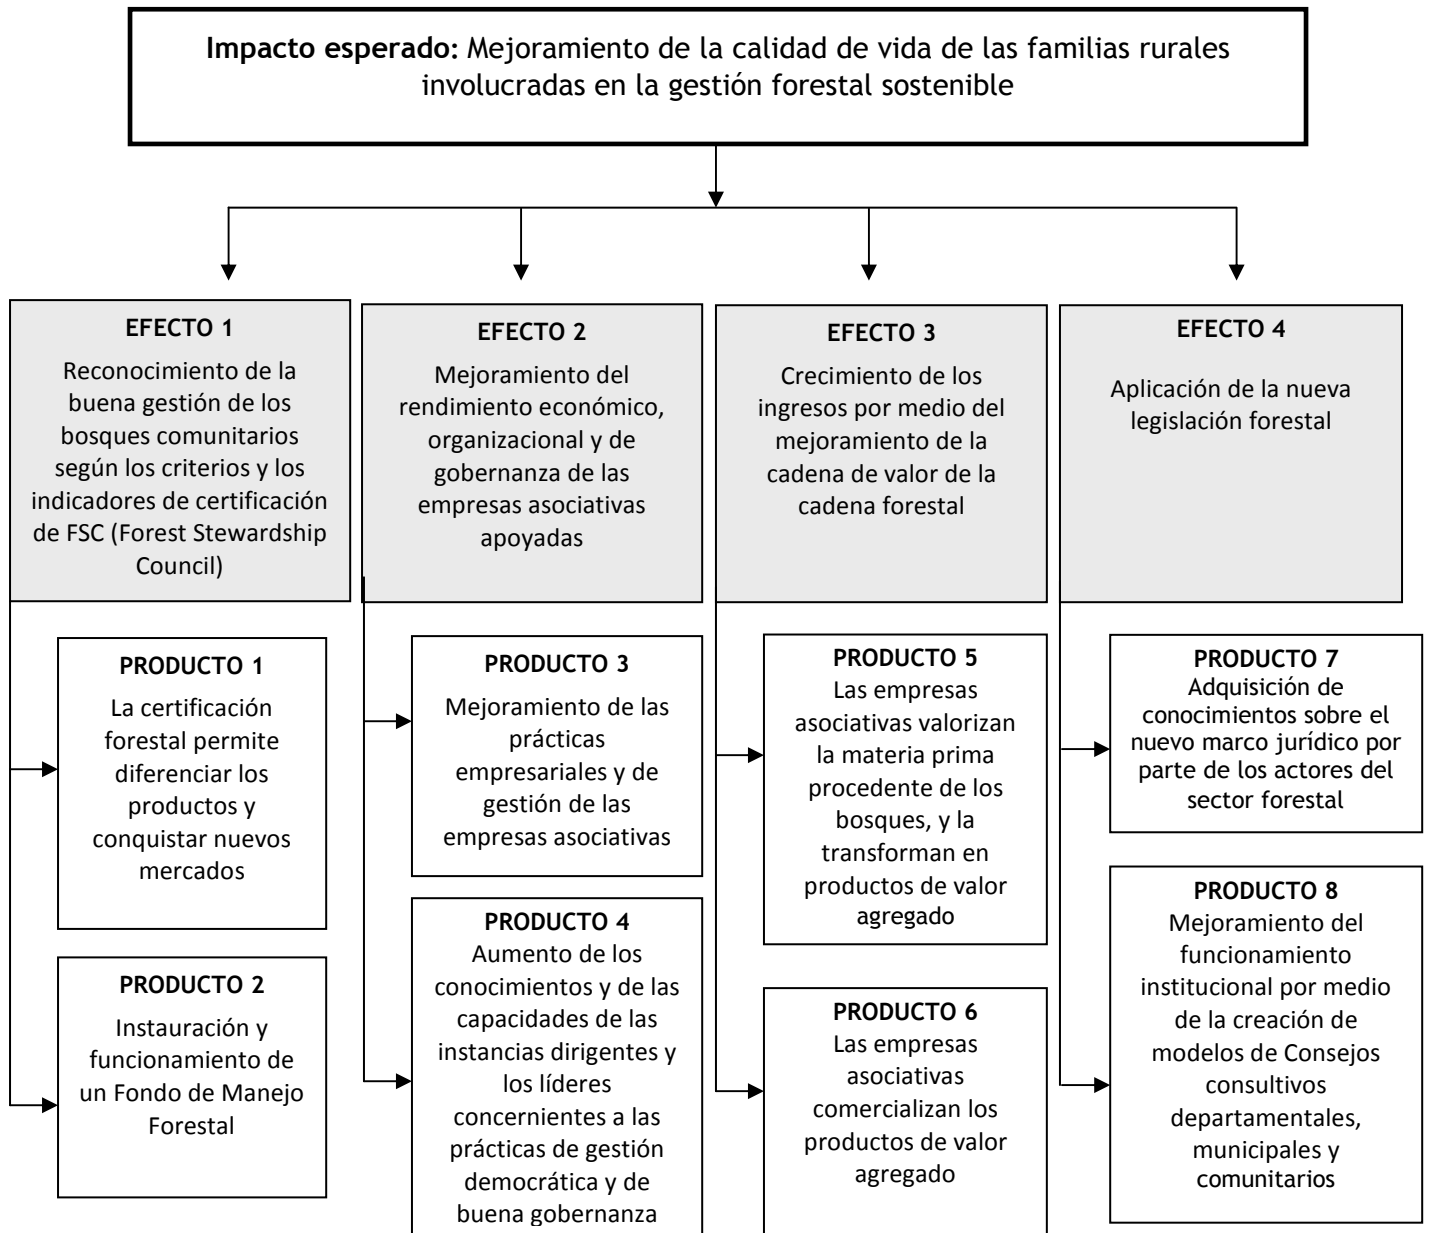 Impacto esperado: Mejoramiento de la calidad de vida de las familias rurales
involucradas en la gestión forestal sostenible
EFECTO 1
Reconocimiento de la
buena gestión de los
bosques comunitarios
según los criterios y los
indicadores de certificación
de FSC (Forest Stewardship
Council)
EFECTO 2
Mejoramiento del
rendimiento económico,
organizacional y de
gobernanza de las
empresas asociativas
apoyadas
EFECTO 3
Crecimiento de los
ingresos por medio del
mejoramiento de la
cadena de valor de la
cadena forestal
EFECTO 4
Aplicación de la nueva
legislación forestal
PRODUCTO 1
La certificación
forestal permite
diferenciar los
productos y
conquistar nuevos
mercados
PRODUCTO 2
Instauración y
funcionamiento de
un Fondo de Manejo
Forestal
PRODUCTO 3
Mejoramiento de las
prácticas
empresariales y de
gestión de las
empresas asociativas
PRODUCTO 4
Aumento de los
conocimientos y de las
capacidades de las
instancias dirigentes y
los líderes
concernientes a las
prácticas de gestión
democrática y de
buena gobernanza
PRODUCTO 5
Las empresas
asociativas valorizan
la materia prima
procedente de los
bosques, y la
transforman en
productos de valor
agregado
PRODUCTO 6
Las empresas
asociativas
comercializan los
productos de valor
agregado
PRODUCTO 7
Adquisición de
conocimientos sobre el
nuevo marco jurídico por
parte de los actores del
sector forestal
PRODUCTO 8
Mejoramiento del
funcionamiento
institucional por medio
de la creación de
modelos de Consejos
consultivos
departamentales,
municipales y
comunitarios